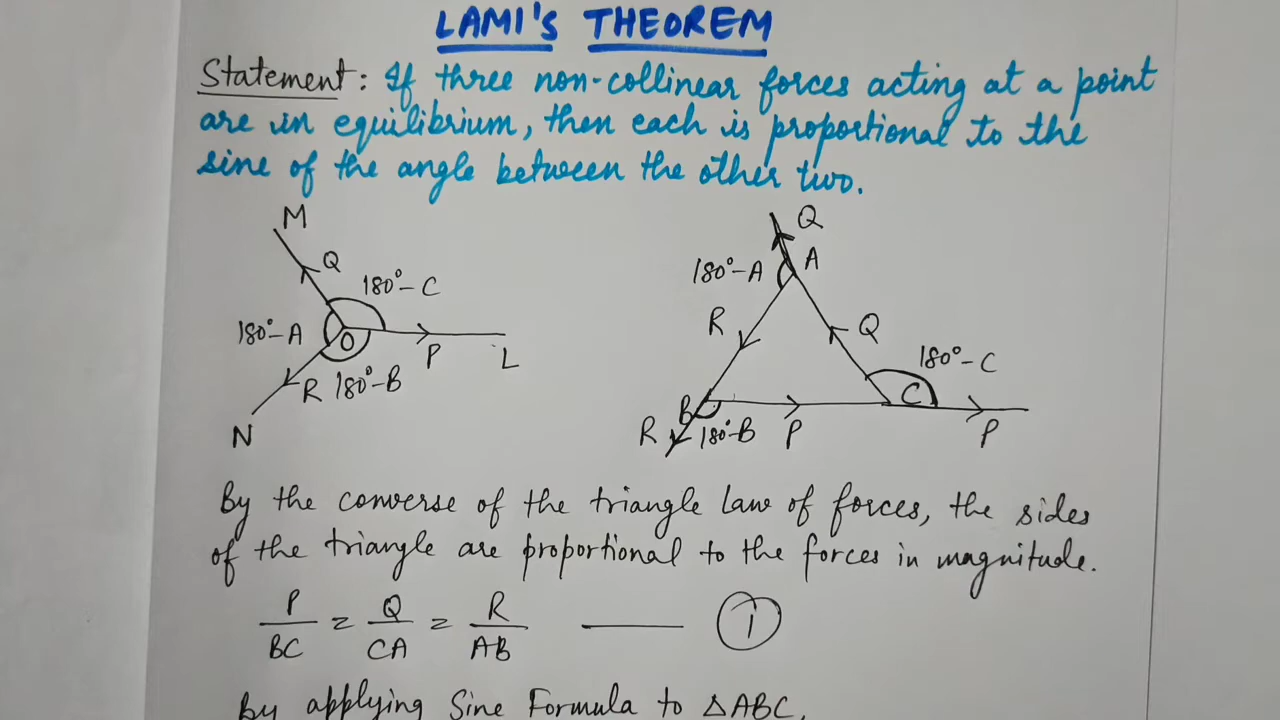 LAMI'S THEOREM
Statement: If three non-collinear forces acting at a point
are in equilibrium, then each is proportional to the
sine of the angle between the other two.
M
Q
180°-C
180°-A
O
P
L
R
180°-B
N
Q
A
180°-A
R
Q
180°-C
B
C
R
180°-B
P
P
By the converse of the triangle law of forces, the sides
of the triangle are proportional to the forces in magnitude.
P/BC = Q/CA = R/AB —— 1
By applying Sine Formula to △ABC,